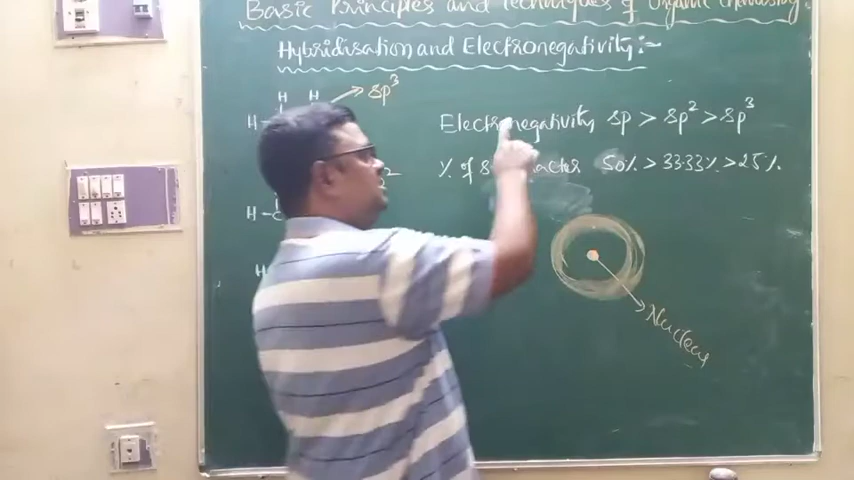 Basic Principles and Techniques of Organic Chemistry
Hybridisation and Electronegativity :-
H H
sp³
H
Electronegativity sp > sp² > sp³
% of s 50% > 33.33% > 25%
H-C
H
Nucleus